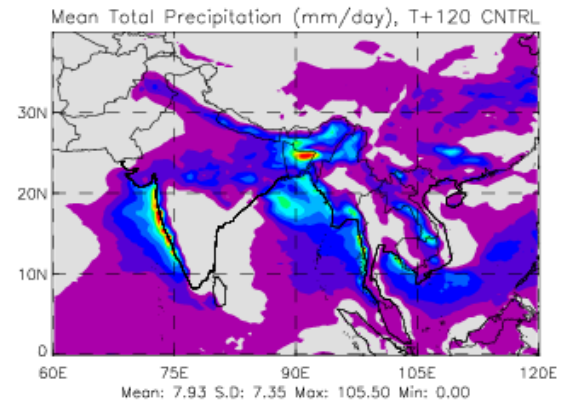 Mean Total Precipitation (mm/day), T+120 CNTRL
30N
20N
10N
0
60E 75E 90E 105E 120E
Mean: 7.93 S.D: 7.35 Max: 105.50 Min: 0.00